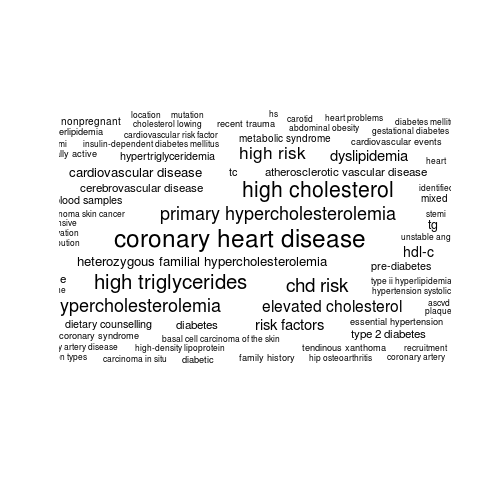 location mutation hs
nonpregnant cholesterol lowing recent trauma carotid heart problems diabetes mellit
erlipidemia cardiovascular risk factor abdominal obesity gestational diabetes
mi insulin-dependent diabetes mellitus metabolic syndrome cardiovascular events
lly active hypertriglyceridemia high risk dyslipidemia heart
cardiovascular disease tc atherosclerotic vascular disease
cerebrovascular disease high cholesterol identified
blood samples mixed
noma skin cancer primary hypercholesterolemia stemi
nsive tg
vation coronary heart disease unstable ang
bution hdl-c
heterozygous familial hypercholesterolemia pre-diabetes
e high triglycerides chd risk type ii hyperlipidemia
ne hypertension systolic
ypercholesterolemia elevated cholesterol ascvd
plaque
dietary counselling diabetes risk factors essential hypertension
coronary syndrome basal cell carcinoma of the skin type 2 diabetes
y artery disease high-density lipoprotein tendinous xanthoma recruitment
n types carcinoma in situ diabetic family history hip osteoarthritis coronary artery